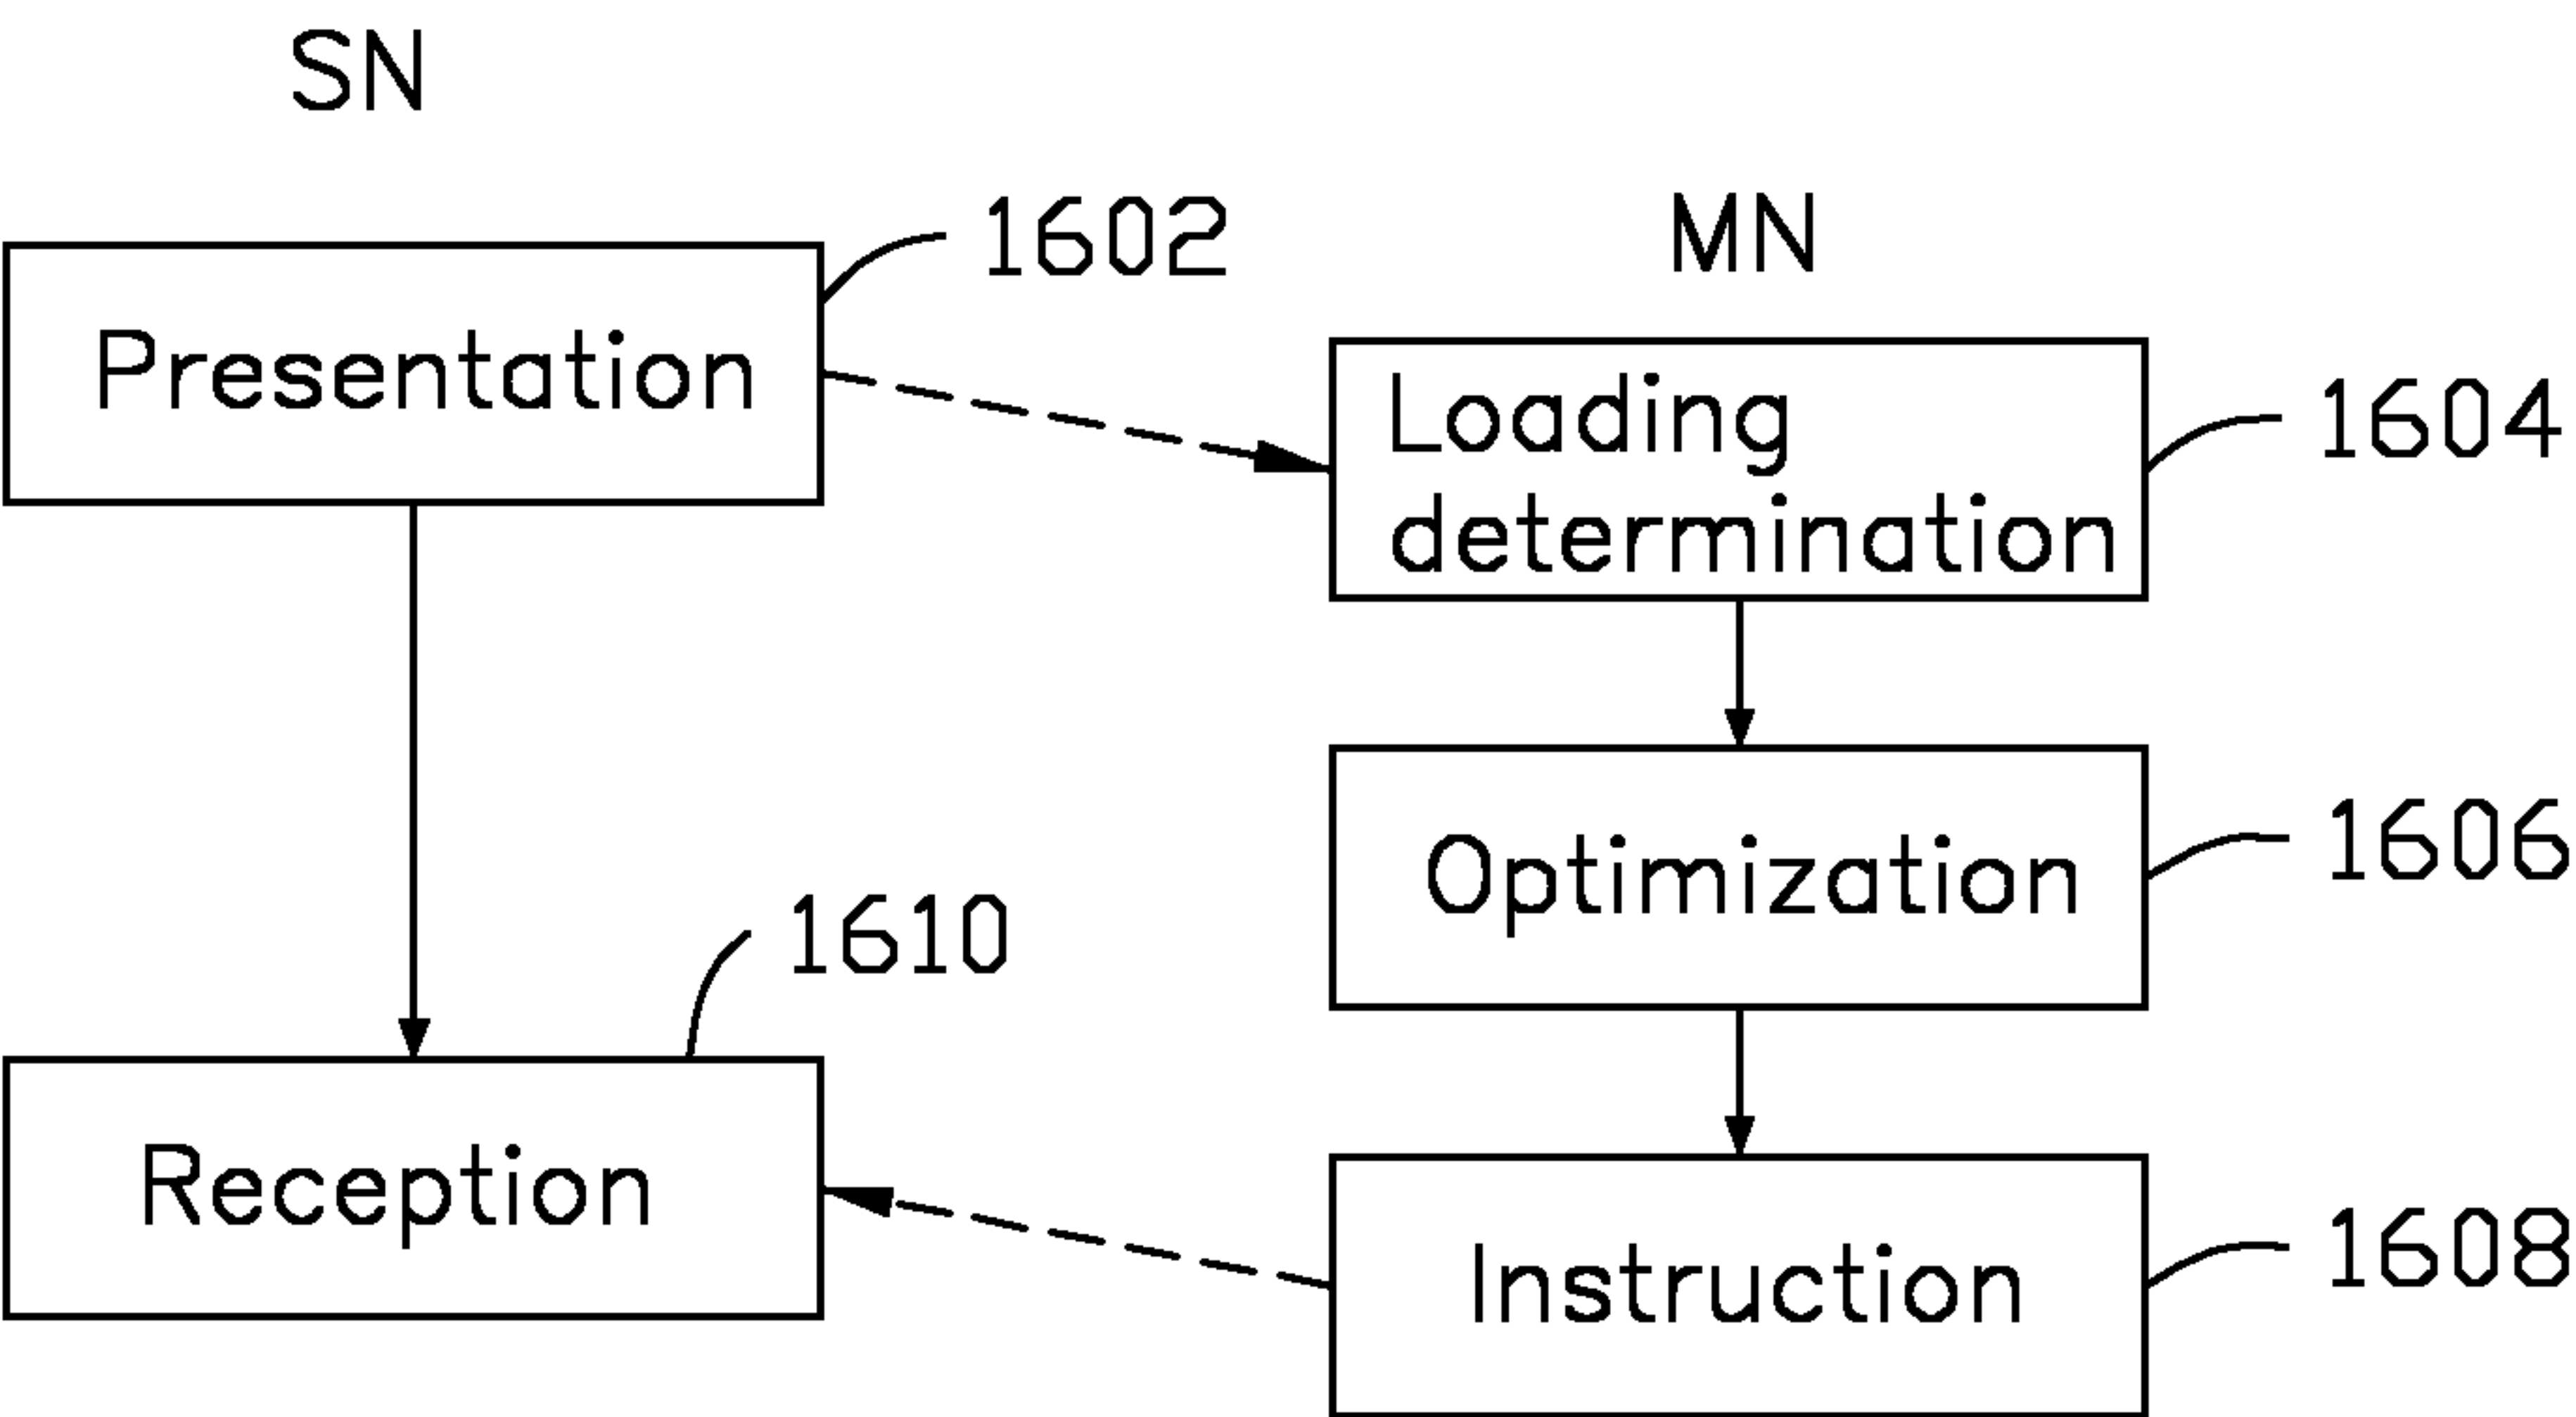 SN
1602
MN
Presentation
Loading
determination
1604
Optimization
1606
1610
Reception
Instruction
1608